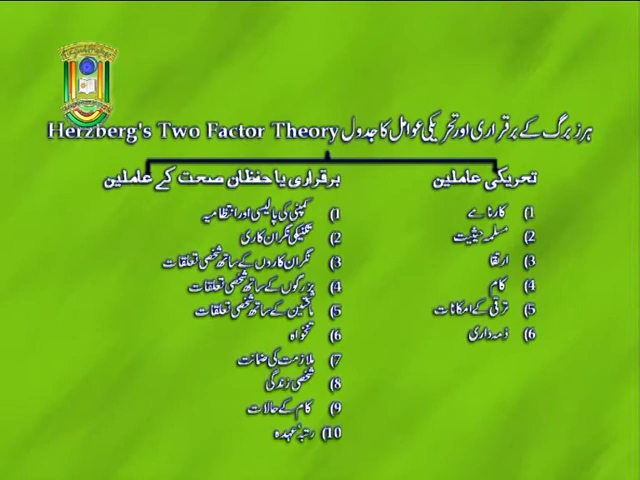 ہرزبرگ کے برقراری اور تحریکی عوامل کا جدول Herzberg's Two Factor Theory
تحریکی عاملین
1) کارنامے
2) مسلمہ حیثیت
3) ارتقا
4) کام
5) ترقی کے امکانات
6) ذمہ داری
برقراری یا حفظان صحت کے عاملین
1) کمپنی کی پالیسی اور انتظامیہ
2) تکنیکی نگران کاری
3) نگران کاروں کے ساتھ شخصی تعلقات
4) بزرگوں کے ساتھ شخصی تعلقات
5) ماتحتین کے ساتھ شخصی تعلقات
6) تنخواہ
7) ملازمت کی ضمانت
8) شخصی زندگی
9) کام کے حالات
10) رتبہ/عہدہ